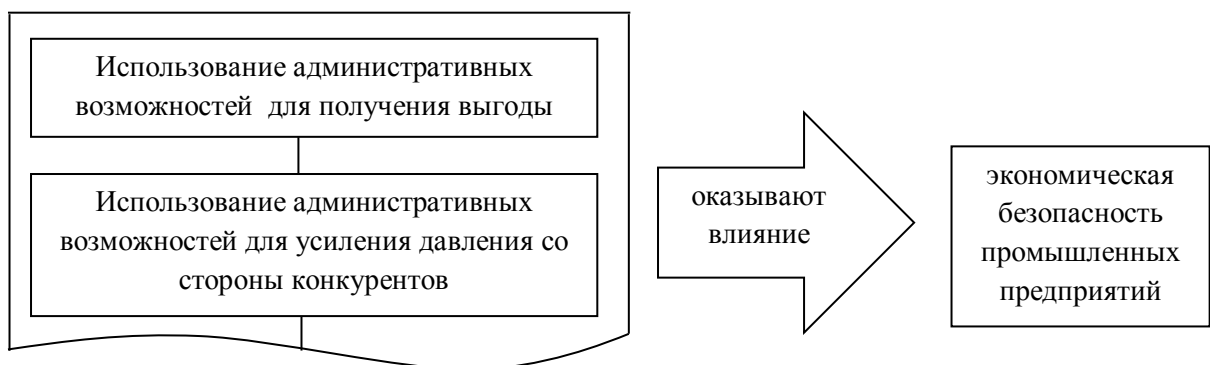 Использование административных
возможностей для получения выгоды
Использование административных
возможностей для усиления давления со
стороны конкурентов
оказывают
влияние
экономическая
безопасность
промышленных
предприятий